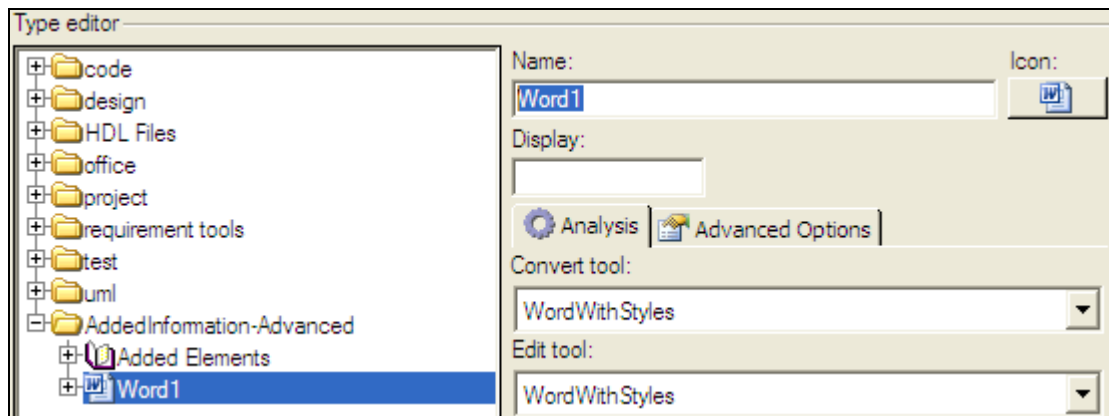 Type editor
code
design
HDL Files
office
project
requirement tools
test
uml
AddedInformation-Advanced
Added Elements
Word1
Name:
Icon:
Word1
Display:
Analysis
Advanced Options
Convert tool:
WordWithStyles
Edit tool:
WordWithStyles